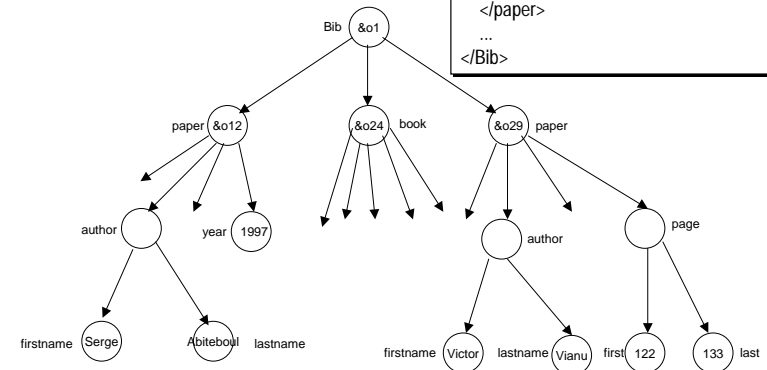 </paper>
...
</Bib>
Bib &o1
paper &o12 &o24 book &o29 paper
author year 1997 author page
firstname Serge Abiteboul lastname firstname Victor lastname Vianu first 122 133 last